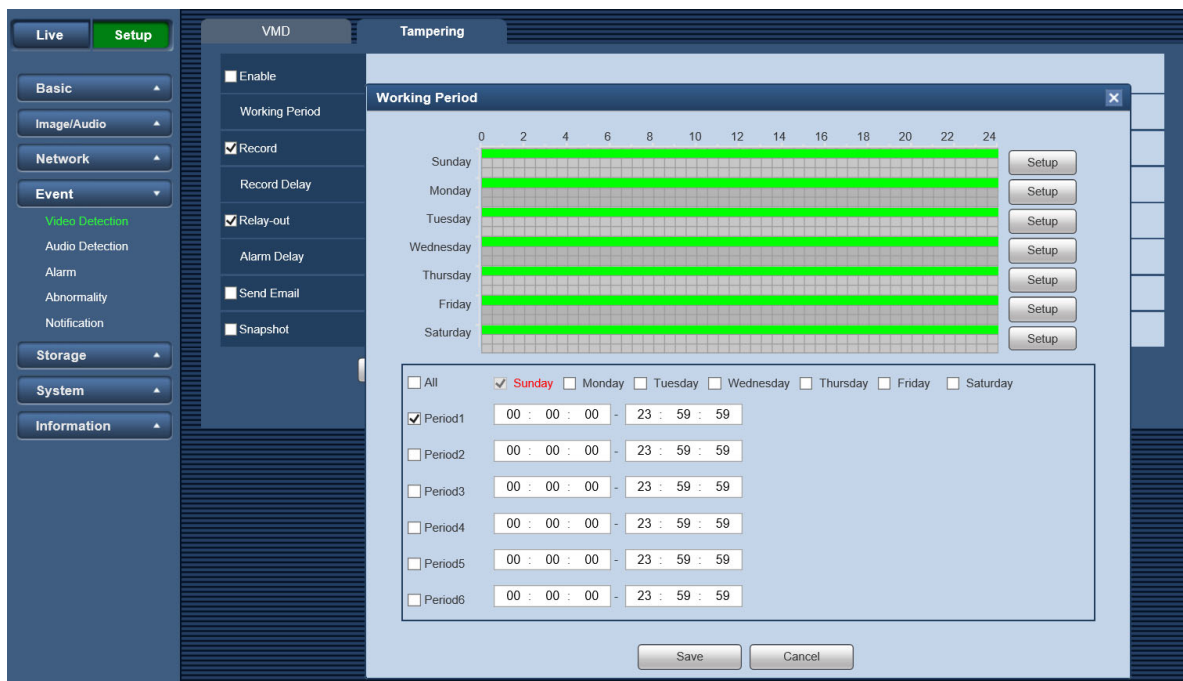 Live Setup
VMD Tampering
Basic
Image/Audio
Network
Event
Video Detection
Audio Detection
Alarm
Abnormality
Notification
Storage
System
Information
Enable
Working Period
Record
Record Delay
Relay-out
Alarm Delay
Send Email
Snapshot
Working Period
0 2 4 6 8 10 12 14 16 18 20 22 24
Sunday Setup
Monday Setup
Tuesday Setup
Wednesday Setup
Thursday Setup
Friday Setup
Saturday Setup
All Sunday Monday Tuesday Wednesday Thursday Friday Saturday
Period1 00 : 00 : 00 - 23 : 59 : 59
Period2 00 : 00 : 00 - 23 : 59 : 59
Period3 00 : 00 : 00 - 23 : 59 : 59
Period4 00 : 00 : 00 - 23 : 59 : 59
Period5 00 : 00 : 00 - 23 : 59 : 59
Period6 00 : 00 : 00 - 23 : 59 : 59
Save Cancel